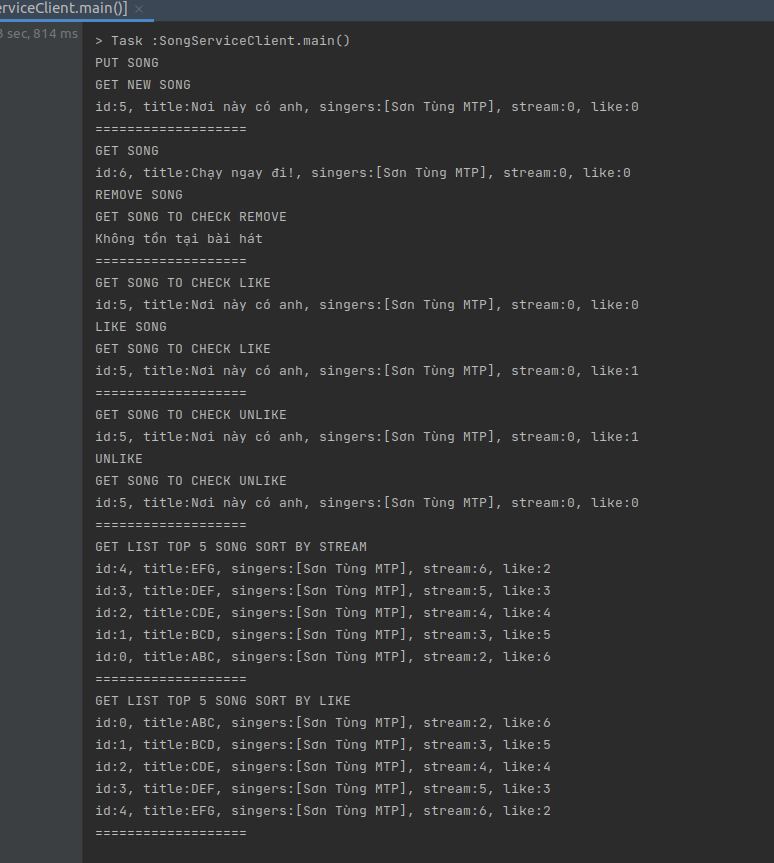 erviceClient.main()] ×
3 sec, 814 ms
> Task :SongServiceClient.main()
PUT SONG
GET NEW SONG
id:5, title:Nơi này có anh, singers:[Sơn Tùng MTP], stream:0, like:0
===================
GET SONG
id:6, title:Chạy ngay đi!, singers:[Sơn Tùng MTP], stream:0, like:0
REMOVE SONG
GET SONG TO CHECK REMOVE
Không tồn tại bài hát
===================
GET SONG TO CHECK LIKE
id:5, title:Nơi này có anh, singers:[Sơn Tùng MTP], stream:0, like:0
LIKE SONG
GET SONG TO CHECK LIKE
id:5, title:Nơi này có anh, singers:[Sơn Tùng MTP], stream:0, like:1
===================
GET SONG TO CHECK UNLIKE
id:5, title:Nơi này có anh, singers:[Sơn Tùng MTP], stream:0, like:1
UNLIKE
GET SONG TO CHECK UNLIKE
id:5, title:Nơi này có anh, singers:[Sơn Tùng MTP], stream:0, like:0
===================
GET LIST TOP 5 SONG SORT BY STREAM
id:4, title:EFG, singers:[Sơn Tùng MTP], stream:6, like:2
id:3, title:DEF, singers:[Sơn Tùng MTP], stream:5, like:3
id:2, title:CDE, singers:[Sơn Tùng MTP], stream:4, like:4
id:1, title:BCD, singers:[Sơn Tùng MTP], stream:3, like:5
id:0, title:ABC, singers:[Sơn Tùng MTP], stream:2, like:6
===================
GET LIST TOP 5 SONG SORT BY LIKE
id:0, title:ABC, singers:[Sơn Tùng MTP], stream:2, like:6
id:1, title:BCD, singers:[Sơn Tùng MTP], stream:3, like:5
id:2, title:CDE, singers:[Sơn Tùng MTP], stream:4, like:4
id:3, title:DEF, singers:[Sơn Tùng MTP], stream:5, like:3
id:4, title:EFG, singers:[Sơn Tùng MTP], stream:6, like:2
===================